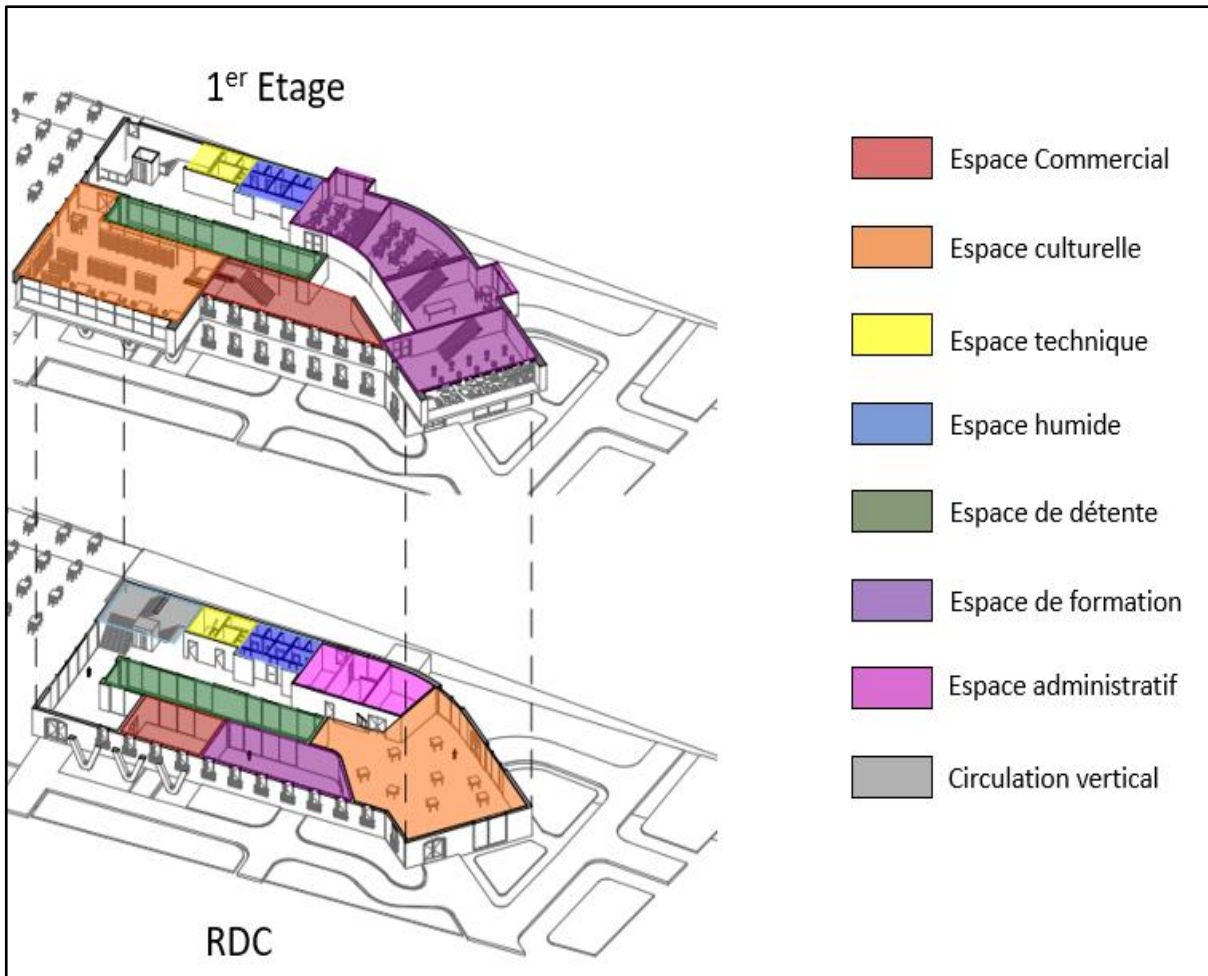 1er Etage
Espace Commercial
Espace culturelle
Espace technique
Espace humide
Espace de détente
Espace de formation
Espace administratif
Circulation vertical
RDC